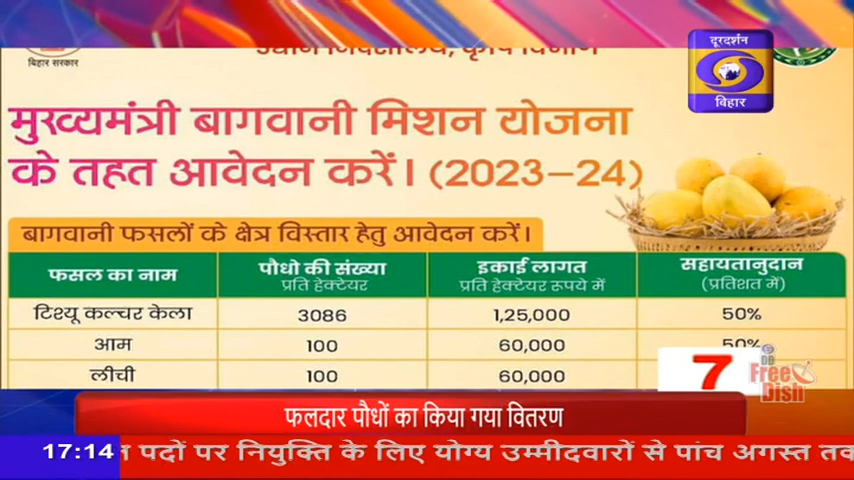 दूरदर्शन
बिहार
बिहार सरकार
उद्यान निदेशालय, कृषि विभाग
मुख्यमंत्री बागवानी मिशन योजना
के तहत आवेदन करें। (2023–24)
बागवानी फसलों के क्षेत्र विस्तार हेतु आवेदन करें।
फसल का नाम पौधो की संख्या प्रति हेक्टेयर इकाई लागत प्रति हेक्टेयर रूपये में सहायतानुदान (प्रतिशत में)
टिश्यू कल्चर केला 3086 1,25,000 50%
आम 100 60,000 50%
लीची 100 60,000
7
DD
Free
Dish
फलदार पौधों का किया गया वितरण
17:14 पदों पर नियुक्ति के लिए योग्य उम्मीदवारों से पांच अगस्त तक